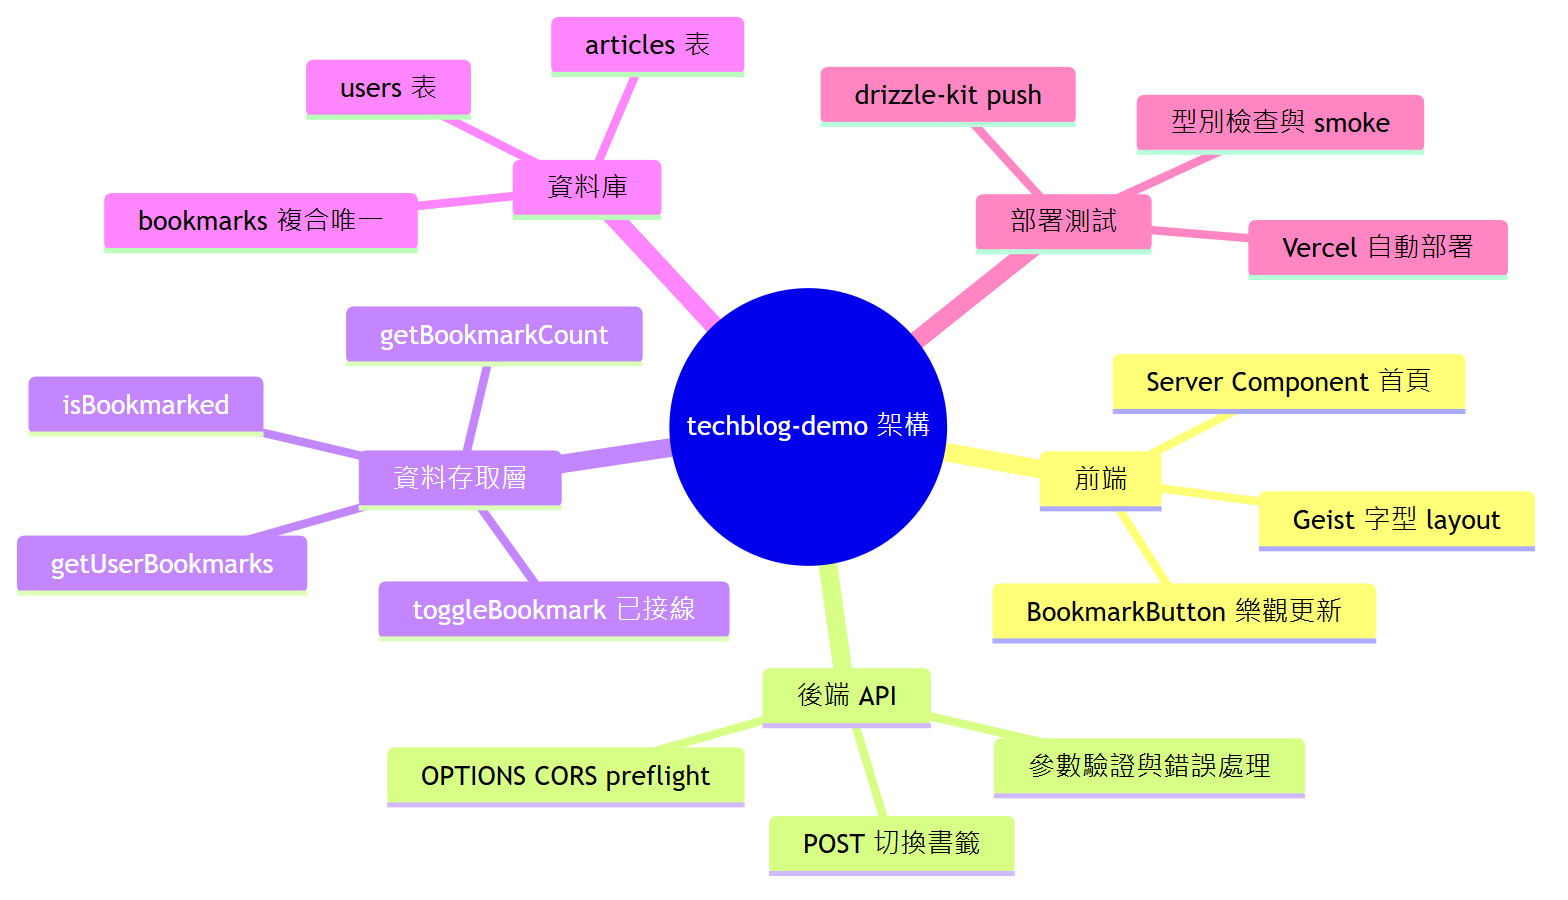 articles 表
users 表
資料庫
bookmarks 複合唯一
drizzle-kit push
型別檢查與 smoke
部署測試
Vercel 自動部署
getBookmarkCount
isBookmarked
資料存取層
getUserBookmarks
toggleBookmark 已接線
techblog-demo 架構
Server Component 首頁
前端
Geist 字型 layout
BookmarkButton 樂觀更新
後端 API
OPTIONS CORS preflight
參數驗證與錯誤處理
POST 切換書籤